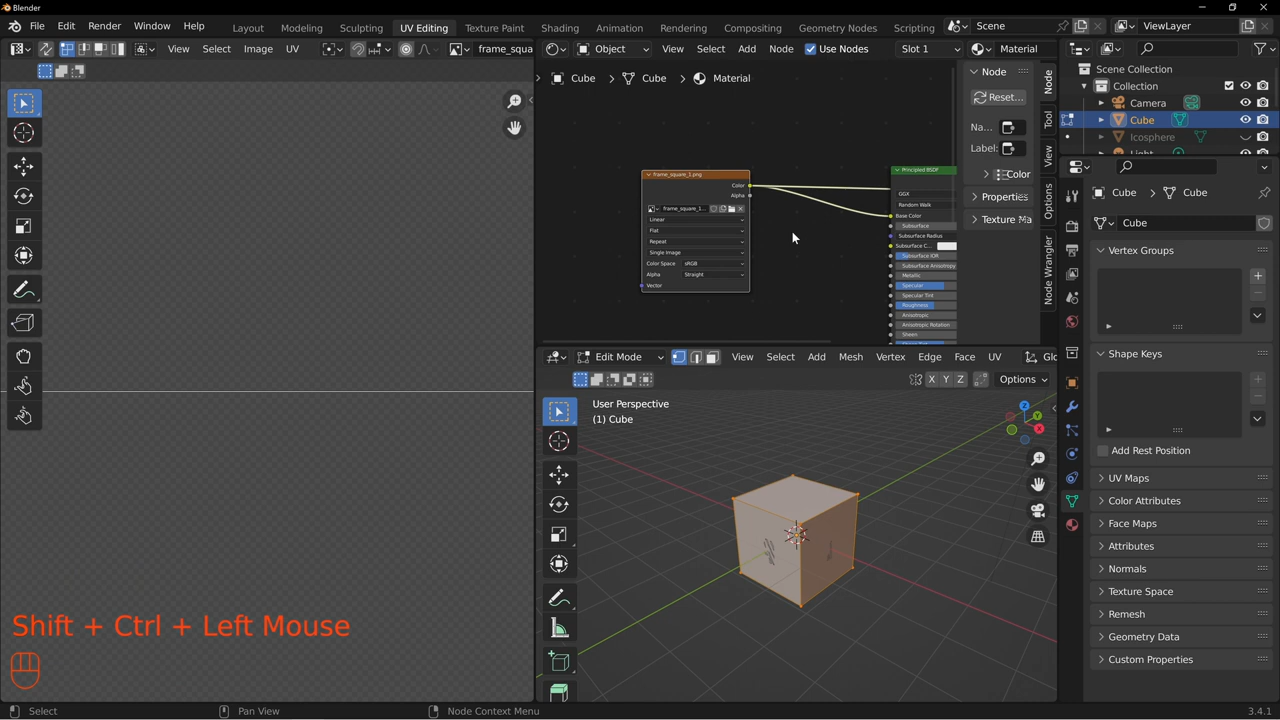 Blender
File Edit Render Window Help Layout Modeling Sculpting UV Editing Texture Paint Shading Animation Rendering Compositing Geometry Nodes Scripting Scene ViewLayer
View Select Image UV frame_squa
Object View Select Add Node Use Nodes Slot 1 Material
Cube Cube Material
Node
Reset...
Na...
Label:
Color
Properties
Texture Ma
Node
Tool
View
Options
Node Wrangler
frame_square_1.png
Color
Alpha
frame_square_1...
Linear
Flat
Repeat
Single Image
Color Space sRGB
Alpha Straight
Vector
Principled BSDF
GGX
Random Walk
Base Color
Subsurface
Subsurface Radius
Subsurface C...
Subsurface IOR
Subsurface Anisotropy
Metallic
Specular
Specular Tint
Roughness
Anisotropic
Anisotropic Rotation
Sheen
Edit Mode View Select Add Mesh Vertex Edge Face UV Glo
X Y Z Options
User Perspective
(1) Cube
Z
Y
X
Scene Collection
Collection
Camera
Cube
Icosphere
Light
Cube Cube
Cube
Vertex Groups
Shape Keys
Add Rest Position
UV Maps
Color Attributes
Face Maps
Attributes
Normals
Texture Space
Remesh
Geometry Data
Custom Properties
Shift + Ctrl + Left Mouse
Select Pan View Node Context Menu 3.4.1